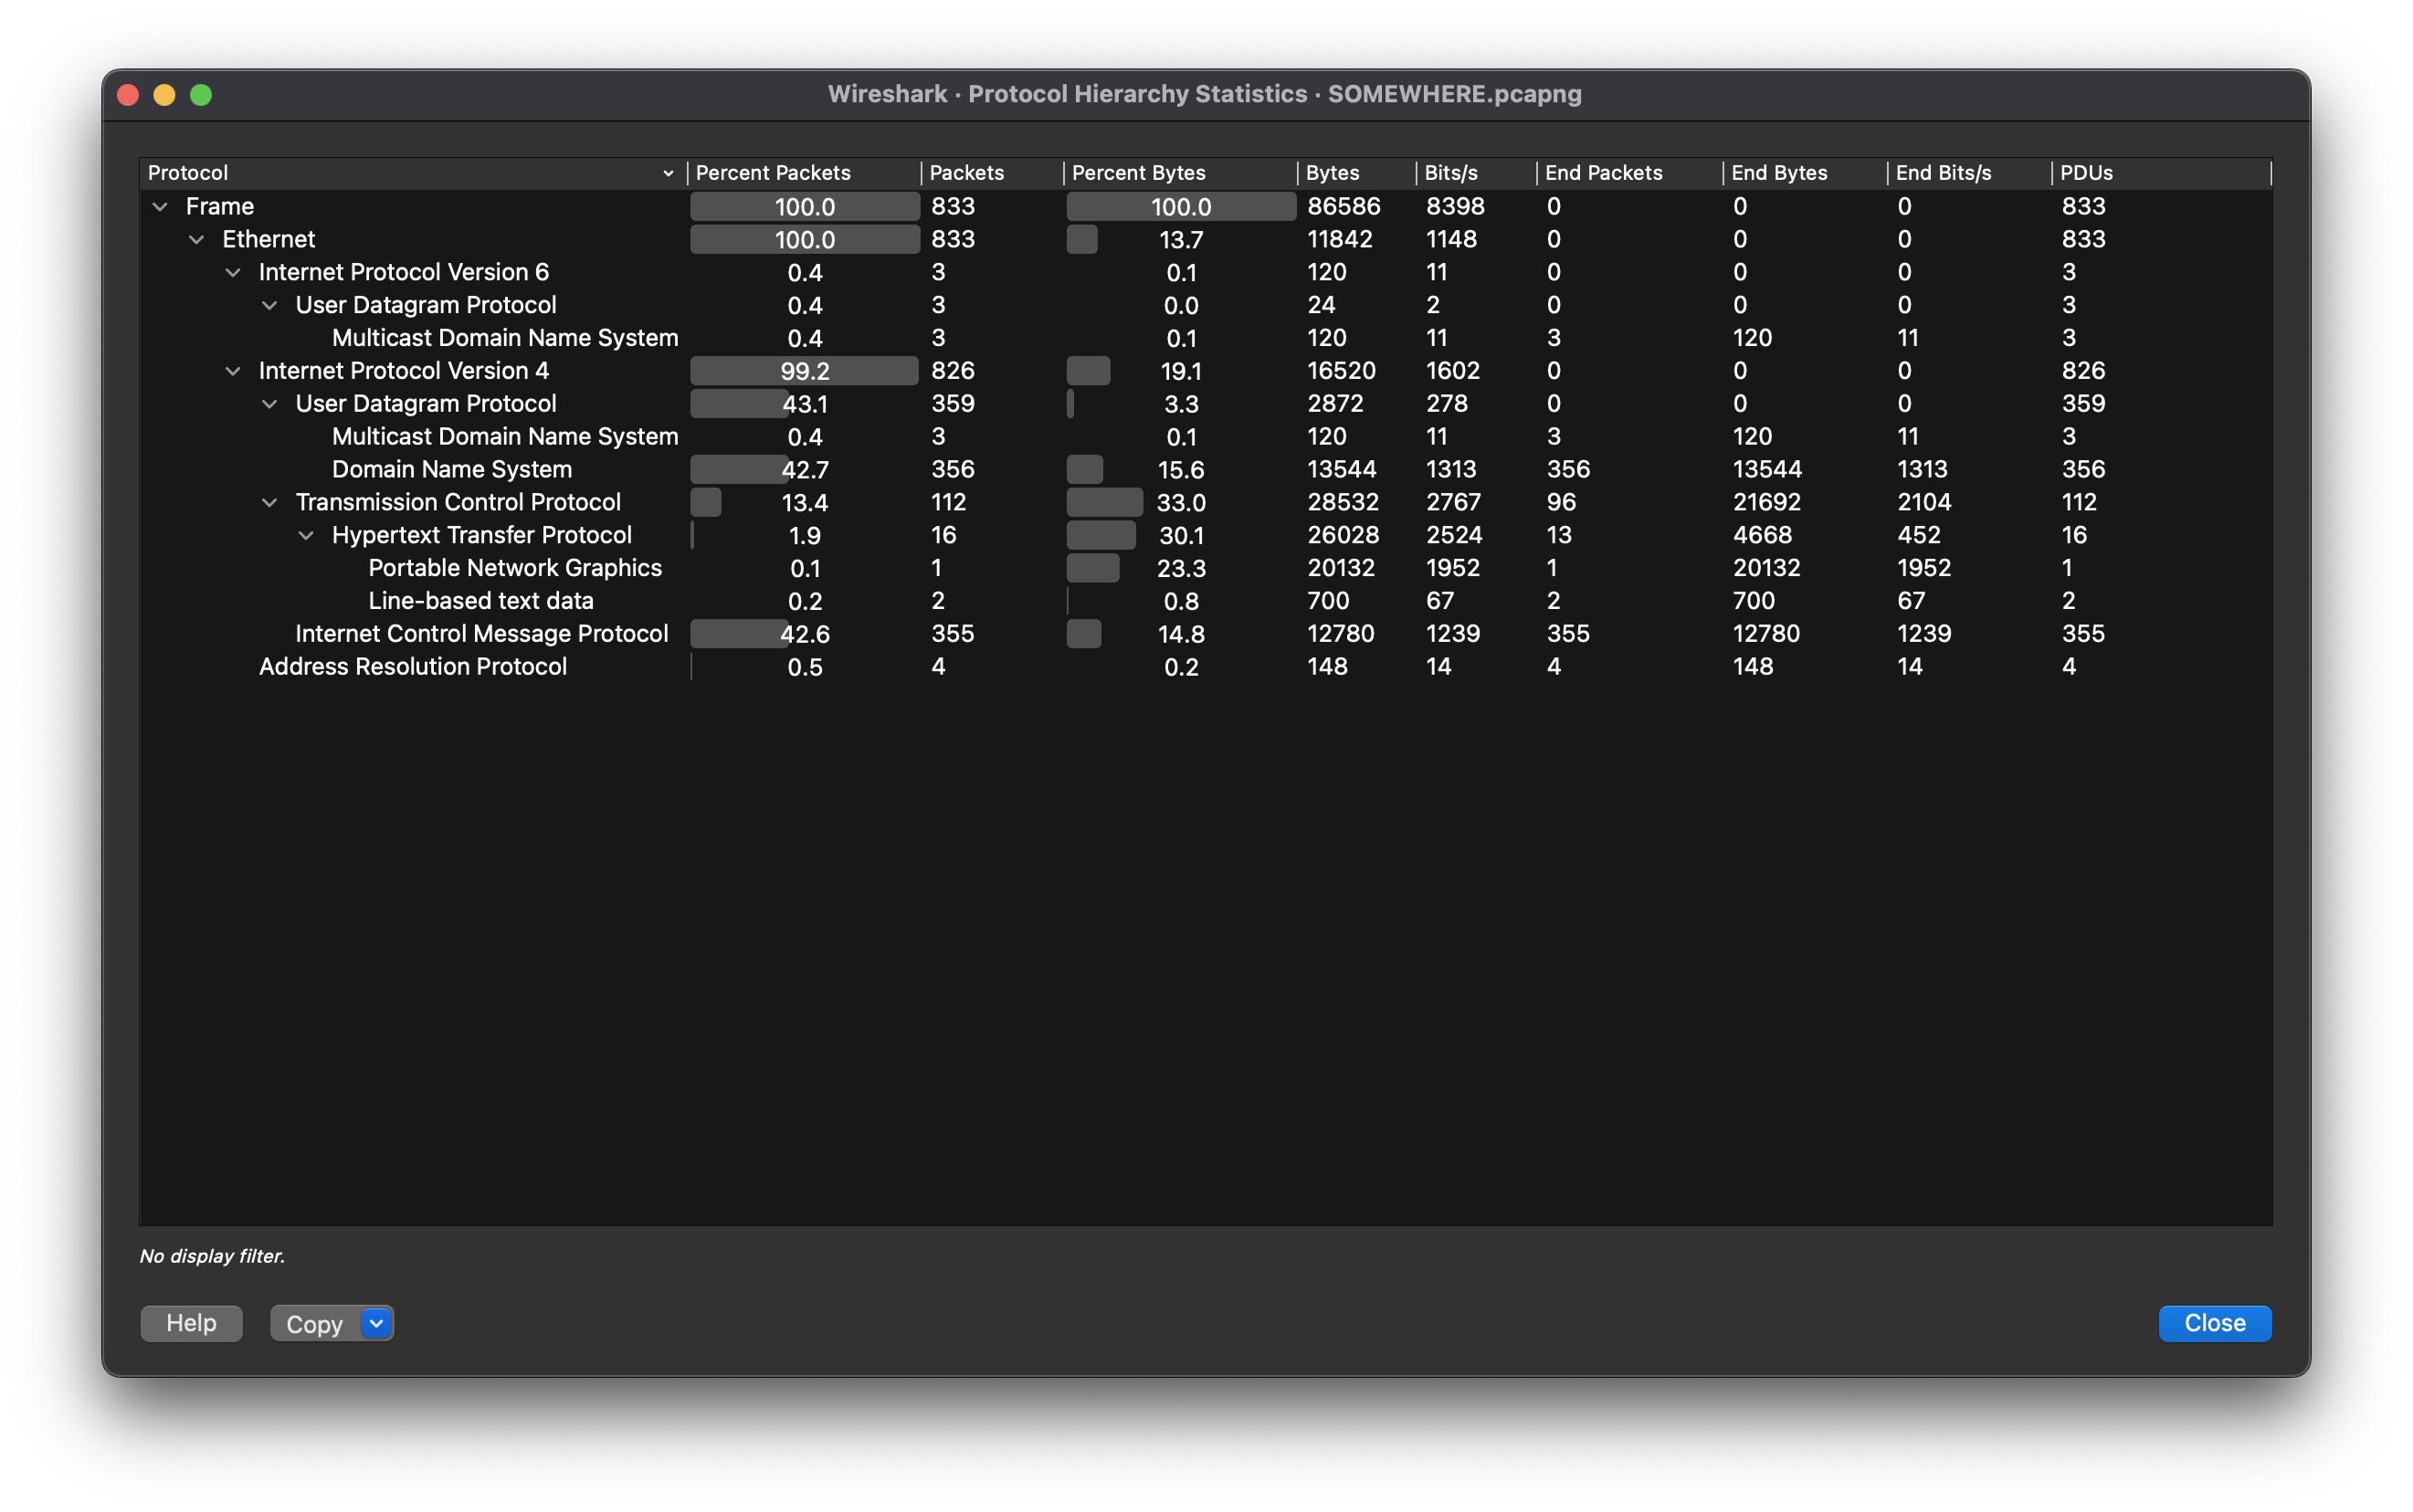 Wireshark · Protocol Hierarchy Statistics · SOMEWHERE.pcapng
Protocol Percent Packets Packets Percent Bytes Bytes Bits/s End Packets End Bytes End Bits/s PDUs
Frame 100.0 833 100.0 86586 8398 0 0 0 833
Ethernet 100.0 833 13.7 11842 1148 0 0 0 833
Internet Protocol Version 6 0.4 3 0.1 120 11 0 0 0 3
User Datagram Protocol 0.4 3 0.0 24 2 0 0 0 3
Multicast Domain Name System 0.4 3 0.1 120 11 3 120 11 3
Internet Protocol Version 4 99.2 826 19.1 16520 1602 0 0 0 826
User Datagram Protocol 43.1 359 3.3 2872 278 0 0 0 359
Multicast Domain Name System 0.4 3 0.1 120 11 3 120 11 3
Domain Name System 42.7 356 15.6 13544 1313 356 13544 1313 356
Transmission Control Protocol 13.4 112 33.0 28532 2767 96 21692 2104 112
Hypertext Transfer Protocol 1.9 16 30.1 26028 2524 13 4668 452 16
Portable Network Graphics 0.1 1 23.3 20132 1952 1 20132 1952 1
Line-based text data 0.2 2 0.8 700 67 2 700 67 2
Internet Control Message Protocol 42.6 355 14.8 12780 1239 355 12780 1239 355
Address Resolution Protocol 0.5 4 0.2 148 14 4 148 14 4
No display filter.
Help Copy Close